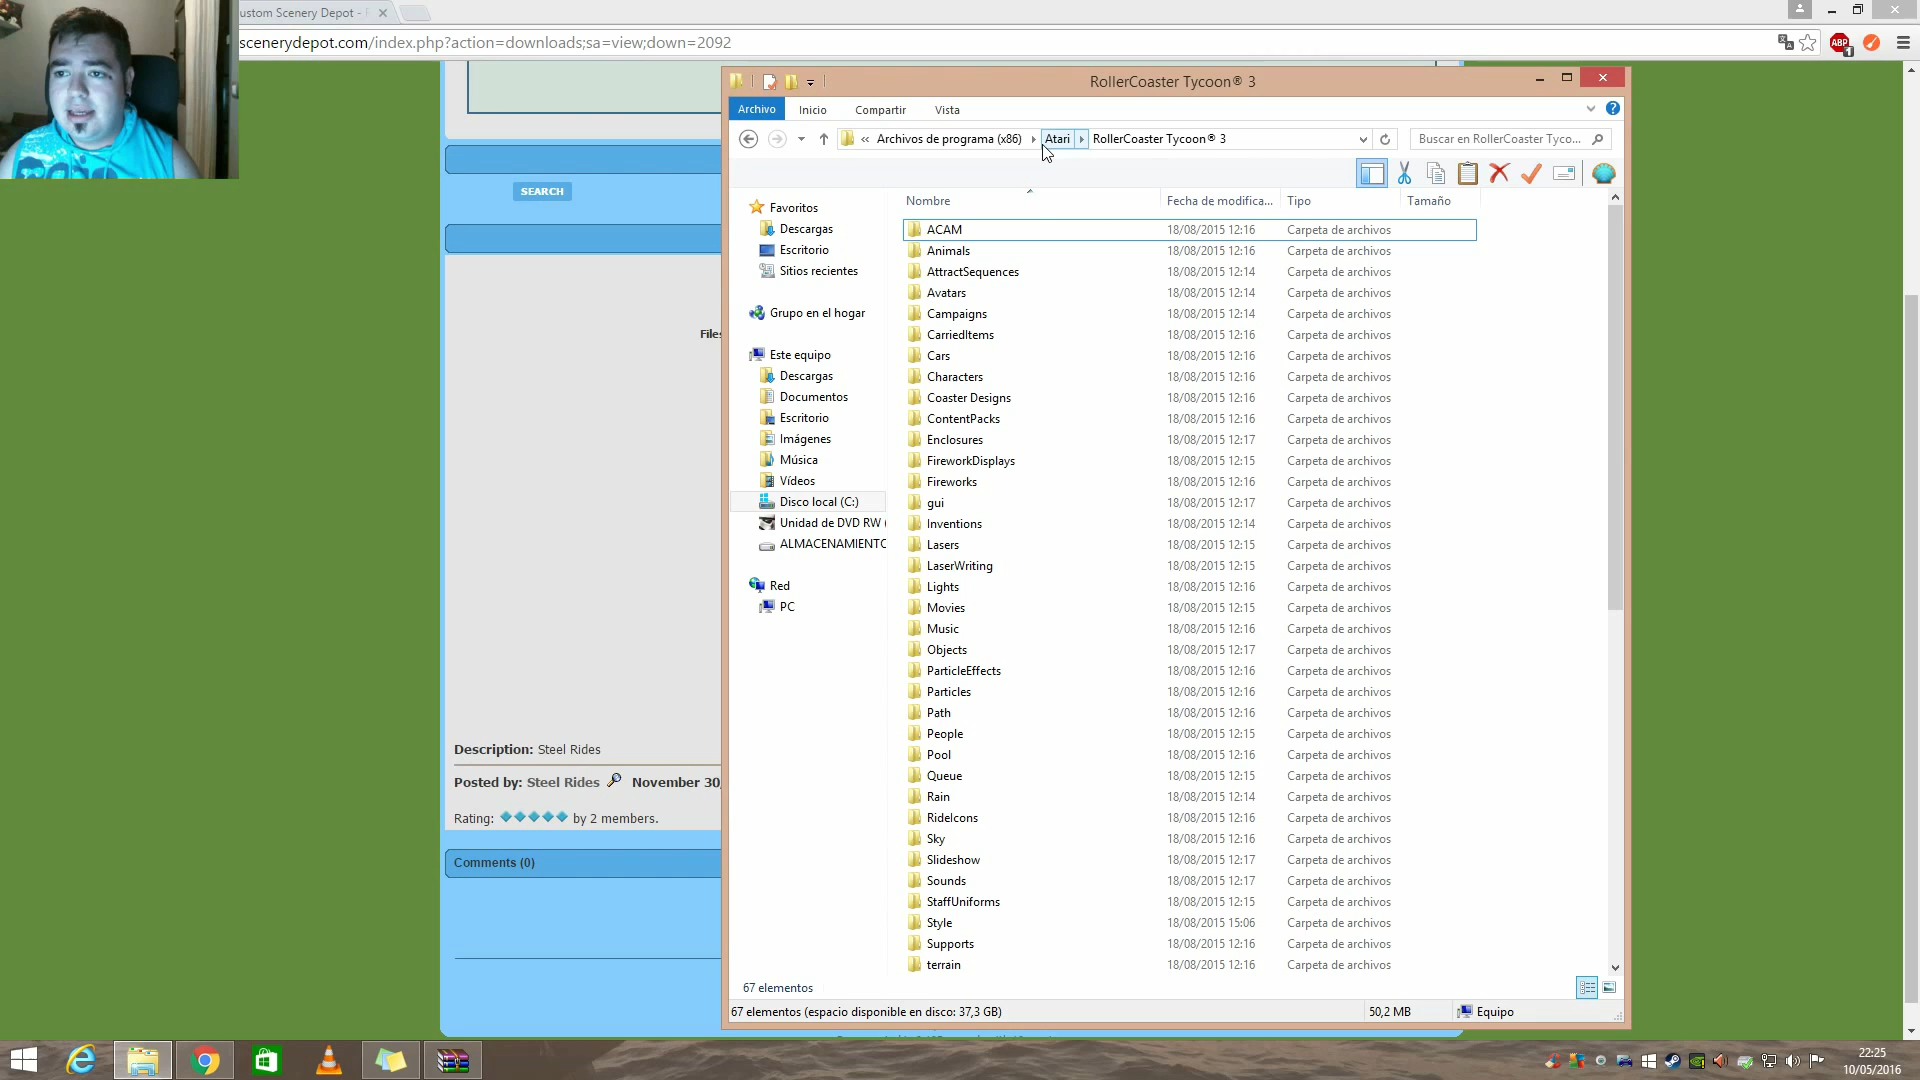 ustom Scenery Depot -
scenerydepot.com/index.php?action=downloads;sa=view;down=2092
ABP
1
RollerCoaster Tycoon® 3
Archivo
Inicio
Compartir
Vista
« Archivos de programa (x86)
Atari
RollerCoaster Tycoon® 3
Buscar en RollerCoaster Tyco...
SEARCH
Files
Description: Steel Rides
Posted by: Steel Rides November 30,
Rating: by 2 members.
Comments (0)
Favoritos
Descargas
Escritorio
Sitios recientes
Grupo en el hogar
Este equipo
Descargas
Documentos
Escritorio
Imágenes
Música
Vídeos
Disco local (C:)
Unidad de DVD RW (
ALMACENAMIENTO
Red
PC
Nombre Fecha de modifica... Tipo Tamaño
ACAM 18/08/2015 12:16 Carpeta de archivos
Animals 18/08/2015 12:16 Carpeta de archivos
AttractSequences 18/08/2015 12:14 Carpeta de archivos
Avatars 18/08/2015 12:14 Carpeta de archivos
Campaigns 18/08/2015 12:14 Carpeta de archivos
CarriedItems 18/08/2015 12:16 Carpeta de archivos
Cars 18/08/2015 12:16 Carpeta de archivos
Characters 18/08/2015 12:16 Carpeta de archivos
Coaster Designs 18/08/2015 12:16 Carpeta de archivos
ContentPacks 18/08/2015 12:16 Carpeta de archivos
Enclosures 18/08/2015 12:17 Carpeta de archivos
FireworkDisplays 18/08/2015 12:15 Carpeta de archivos
Fireworks 18/08/2015 12:16 Carpeta de archivos
gui 18/08/2015 12:17 Carpeta de archivos
Inventions 18/08/2015 12:14 Carpeta de archivos
Lasers 18/08/2015 12:15 Carpeta de archivos
LaserWriting 18/08/2015 12:15 Carpeta de archivos
Lights 18/08/2015 12:16 Carpeta de archivos
Movies 18/08/2015 12:15 Carpeta de archivos
Music 18/08/2015 12:16 Carpeta de archivos
Objects 18/08/2015 12:17 Carpeta de archivos
ParticleEffects 18/08/2015 12:16 Carpeta de archivos
Particles 18/08/2015 12:16 Carpeta de archivos
Path 18/08/2015 12:16 Carpeta de archivos
People 18/08/2015 12:15 Carpeta de archivos
Pool 18/08/2015 12:16 Carpeta de archivos
Queue 18/08/2015 12:15 Carpeta de archivos
Rain 18/08/2015 12:14 Carpeta de archivos
RideIcons 18/08/2015 12:16 Carpeta de archivos
Sky 18/08/2015 12:16 Carpeta de archivos
Slideshow 18/08/2015 12:17 Carpeta de archivos
Sounds 18/08/2015 12:17 Carpeta de archivos
StaffUniforms 18/08/2015 12:15 Carpeta de archivos
Style 18/08/2015 15:06 Carpeta de archivos
Supports 18/08/2015 12:16 Carpeta de archivos
terrain 18/08/2015 12:16 Carpeta de archivos
67 elementos
67 elementos (espacio disponible en disco: 37,3 GB) 50,2 MB Equipo
22:25
10/05/2016